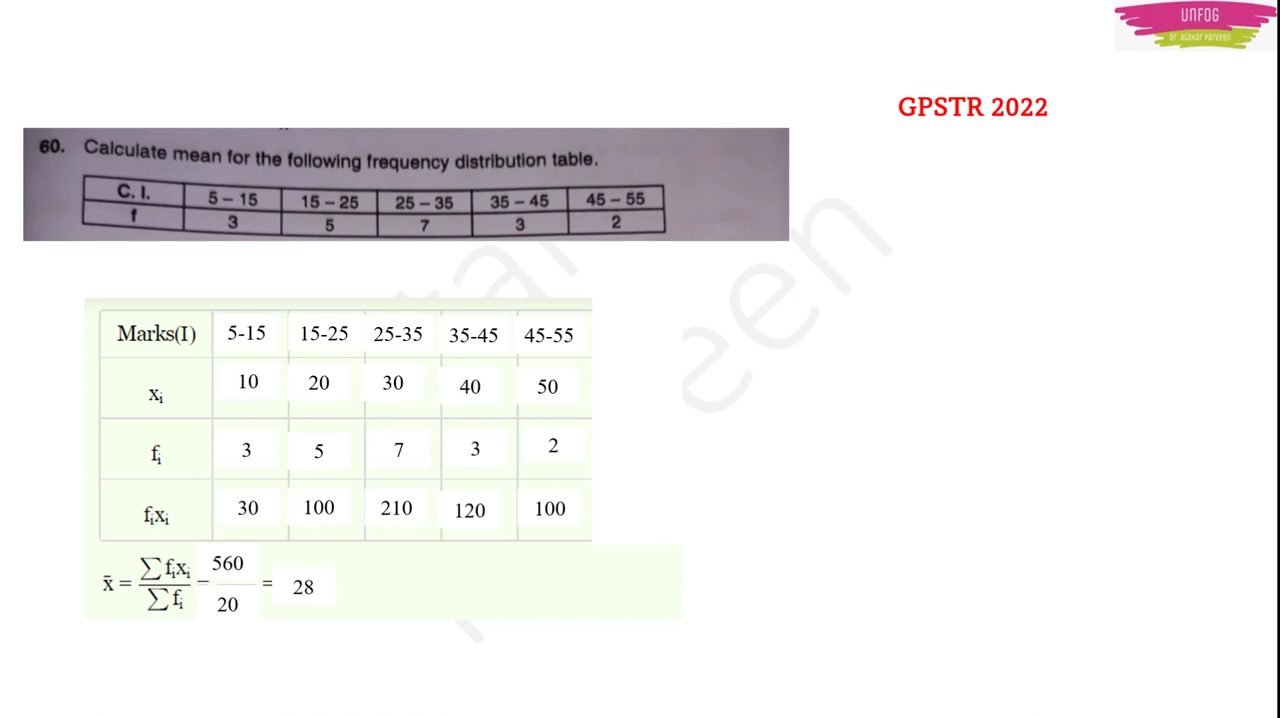 UNFOG
Dr. Atahar Parveen
GPSTR 2022
60. Calculate mean for the following frequency distribution table.
C. I. 5 – 15 15 – 25 25 – 35 35 – 45 45 – 55
f 3 5 7 3 2
Marks(I) 5-15 15-25 25-35 35-45 45-55
xᵢ 10 20 30 40 50
fᵢ 3 5 7 3 2
fᵢxᵢ 30 100 210 120 100
x̄ = ∑fᵢxᵢ / ∑fᵢ = 560 / 20 = 28